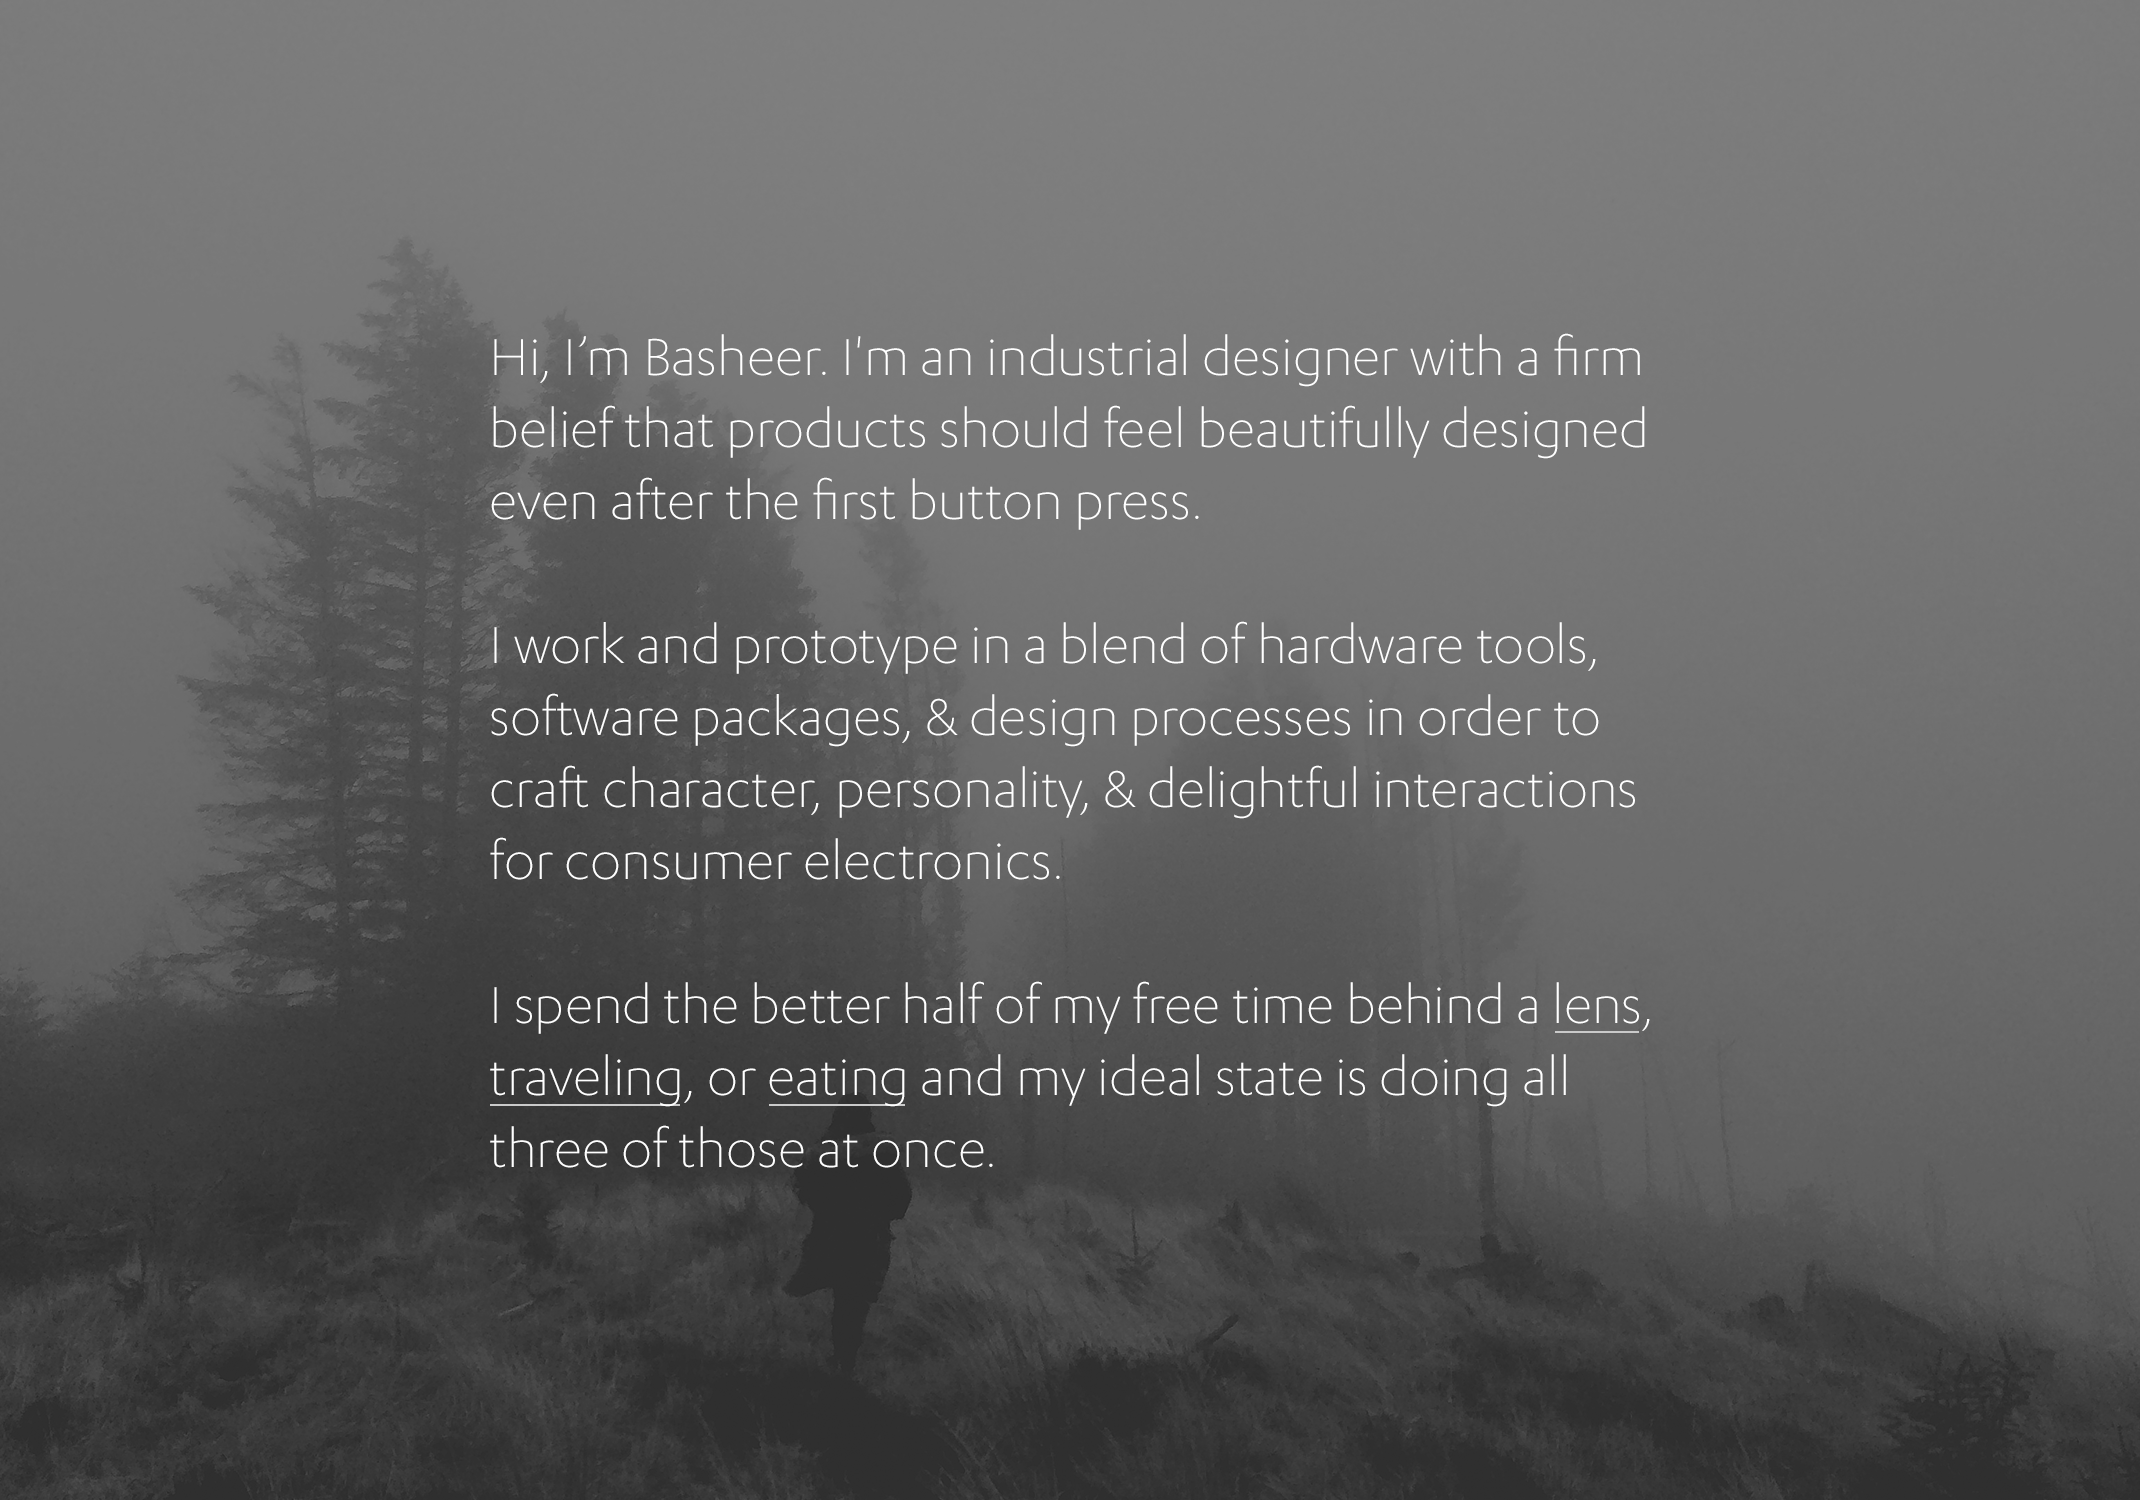 Hi, I’m Basheer. I'm an industrial designer with a firm
belief that products should feel beautifully designed
even after the first button press.
I work and prototype in a blend of hardware tools,
software packages, & design processes in order to
craft character, personality, & delightful interactions
for consumer electronics.
I spend the better half of my free time behind a lens,
traveling, or eating and my ideal state is doing all
three of those at once.